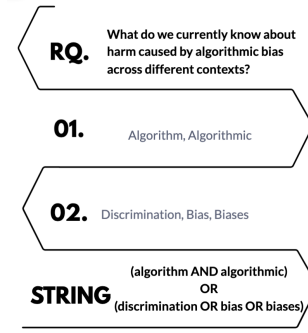 RQ.
What do we currently know about
harm caused by algorithmic bias
across different contexts?
01.
Algorithm, Algorithmic
02.
Discrimination, Bias, Biases
STRING
(algorithm AND algorithmic)
OR
(discrimination OR bias OR biases)